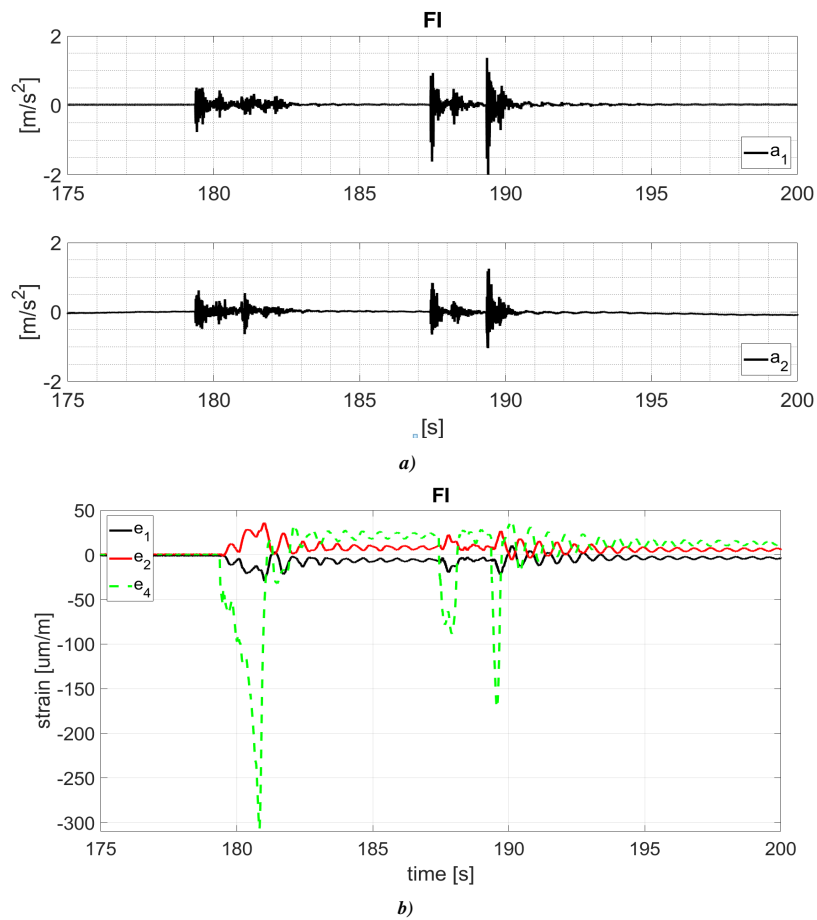 FI
2
0
-2
[m/s2]
a1
175 180 185 190 195 200
2
0
-2
[m/s2]
a2
175 180 185 190 195 200
[s]
a)
FI
50
0
-50
-100
-150
-200
-250
-300
strain [um/m]
e1
e2
e4
175 180 185 190 195 200
time [s]
b)